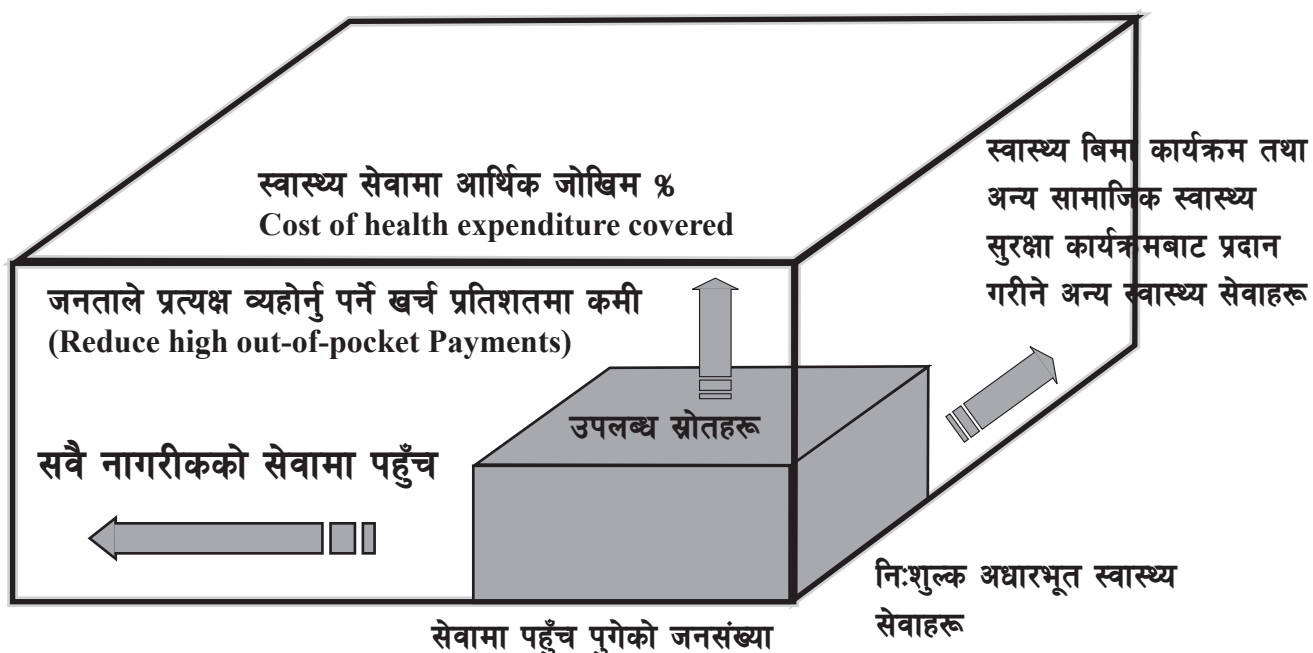 स्वास्थ्य सेवामा आर्थिक जोखिम %
Cost of health expenditure covered
स्वास्थ्य बिमा कार्यक्रम तथा
अन्य सामाजिक स्वास्थ्य
सुरक्षा कार्यक्रमबाट प्रदान
गरीने अन्य स्वास्थ्य सेवाहरू
जनताले प्रत्यक्ष व्यहोर्नु पर्ने खर्च प्रतिशतमा कमी
(Reduce high out-of-pocket Payments)
उपलब्ध स्रोतहरू
सवै नागरीकको सेवामा पहुँच
नि:शुल्क अधारभूत स्वास्थ्य
सेवाहरू
सेवामा पहुँच पुगेको जनसंख्या